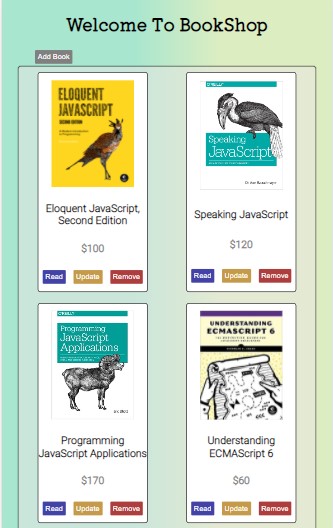 Welcome To BookShop
Add Book
ELOQUENT
JAVASCRIPT
SECOND EDITION
O'REILLY
Speaking
JavaScript
Eloquent JavaScript,
Second Edition
Speaking JavaScript
$100
$120
Read Update Remove
Read Update Remove
O'REILLY
Programming
JavaScript
Applications
UNDERSTANDING
ECMASCRIPT 6
Programming
JavaScript Applications
Understanding
ECMAScript 6
$170
$60
Read Update Remove
Read Update Remove